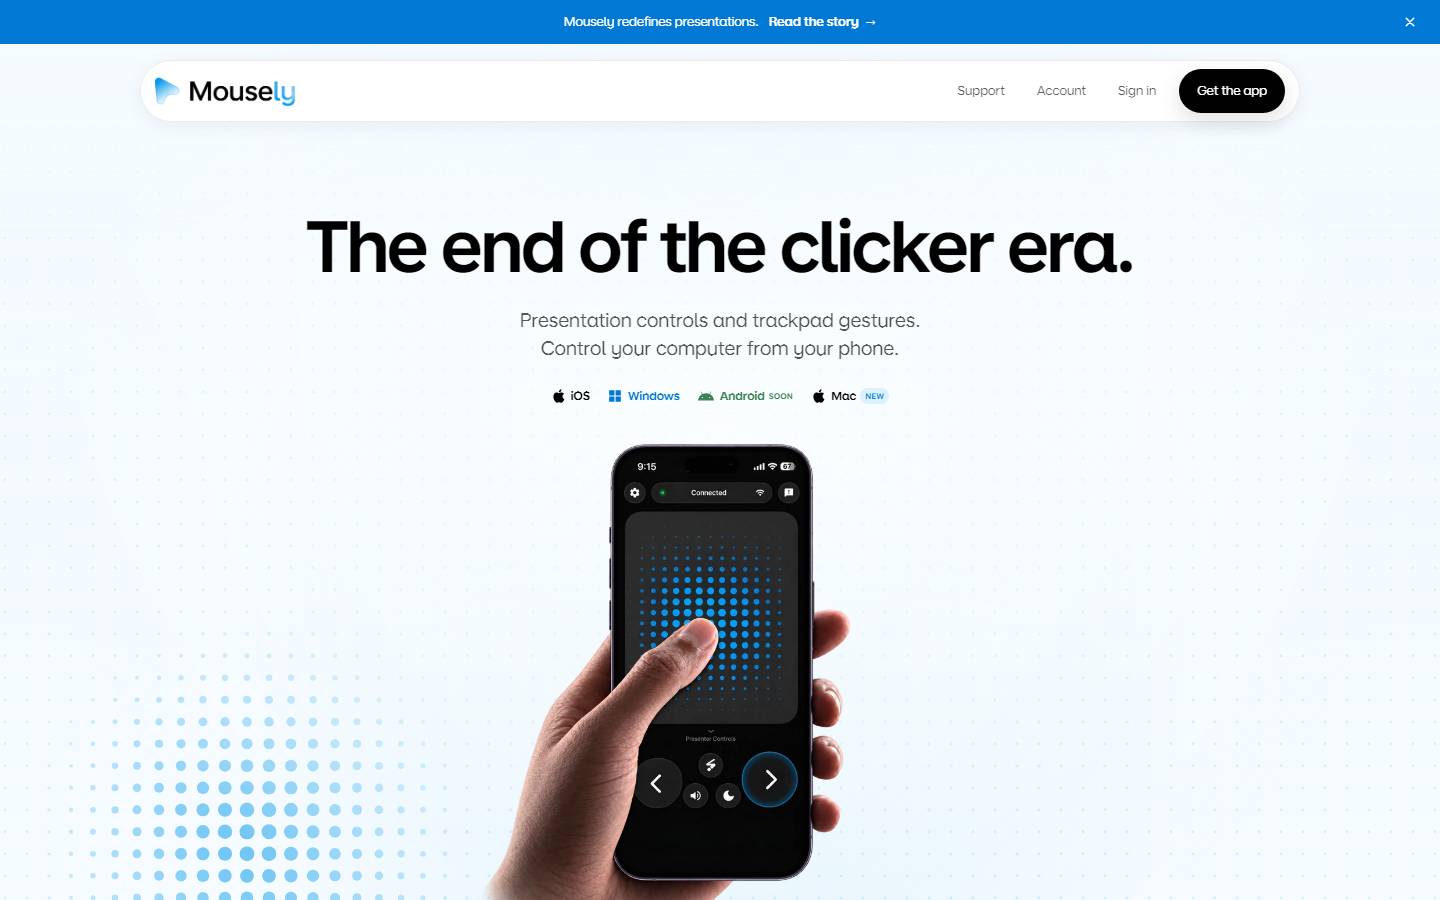 Mousely redefines presentations. Read the story →
Mousely
Support Account Sign in Get the app
The end of the clicker era.
Presentation controls and trackpad gestures.
Control your computer from your phone.
iOS Windows Android SOON Mac NEW
9:15 67
Connected
Presenter Controls